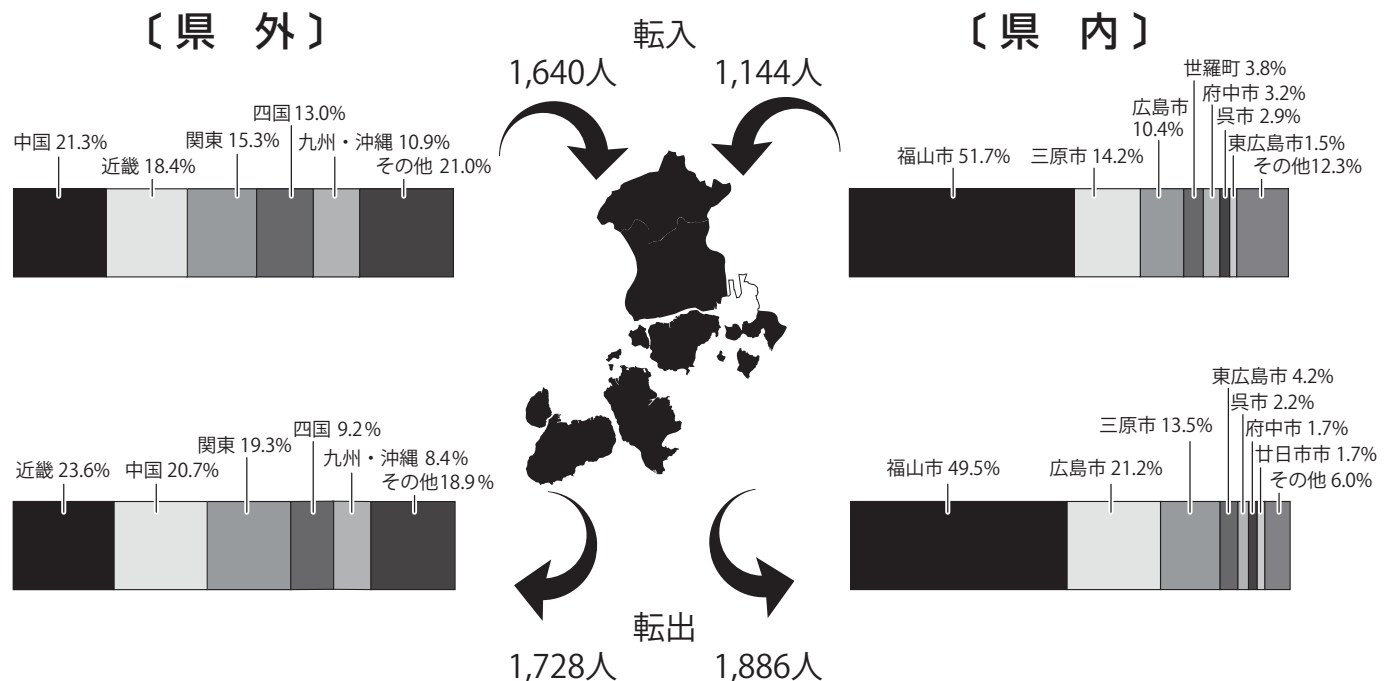 〔県 外〕
転入
〔県 内〕
1,640人
1,144人
中国 21.3%
近畿 18.4%
関東 15.3%
四国 13.0%
九州・沖縄 10.9%
その他 21.0%
福山市 51.7%
三原市 14.2%
広島市
10.4%
世羅町 3.8%
府中市 3.2%
呉市 2.9%
東広島市1.5%
その他12.3%
近畿 23.6%
中国 20.7%
関東 19.3%
四国 9.2%
九州・沖縄 8.4%
その他18.9%
福山市 49.5%
広島市 21.2%
三原市 13.5%
東広島市 4.2%
呉市 2.2%
府中市 1.7%
廿日市市 1.7%
その他 6.0%
転出
1,728人
1,886人